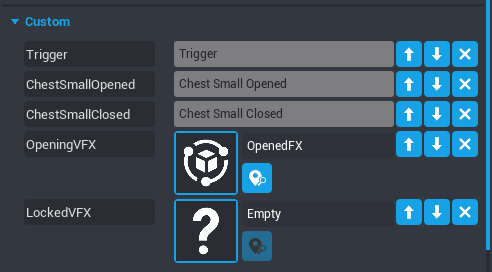 Custom
Trigger Trigger
ChestSmallOpened Chest Small Opened
ChestSmallClosed Chest Small Closed
OpeningVFX OpenedFX
LockedVFX Empty
?